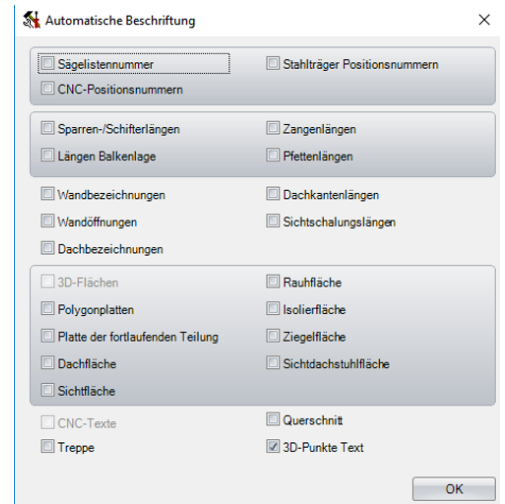 Automatische Beschriftung
Sägelistennummer Stahlträger Positionsnummern
CNC-Positionsnummern
Sparren-/Schifterlängen Zangenlängen
Längen Balkenlage Pfettenlängen
Wandbezeichnungen Dachkantenlängen
Wandöffnungen Sichtschalungslängen
Dachbezeichnungen
3D-Flächen Rauhfläche
Polygonplatten Isolierfläche
Platte der fortlaufenden Teilung Ziegelfläche
Dachfläche Sichtdachstuhlfläche
Sichtfläche
CNC-Texte Querschnitt
Treppe 3D-Punkte Text
OK